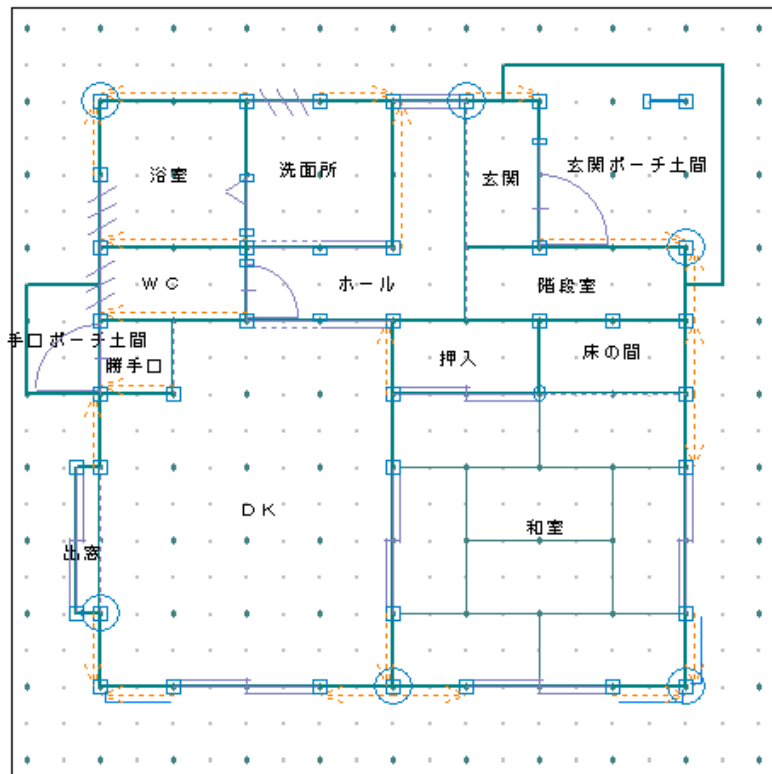 浴室
洗面所
玄関
玄関ポーチ土間
WC
ホール
階段室
手口ポーチ土間
勝手口
押入
床の間
DK
和室
出窓